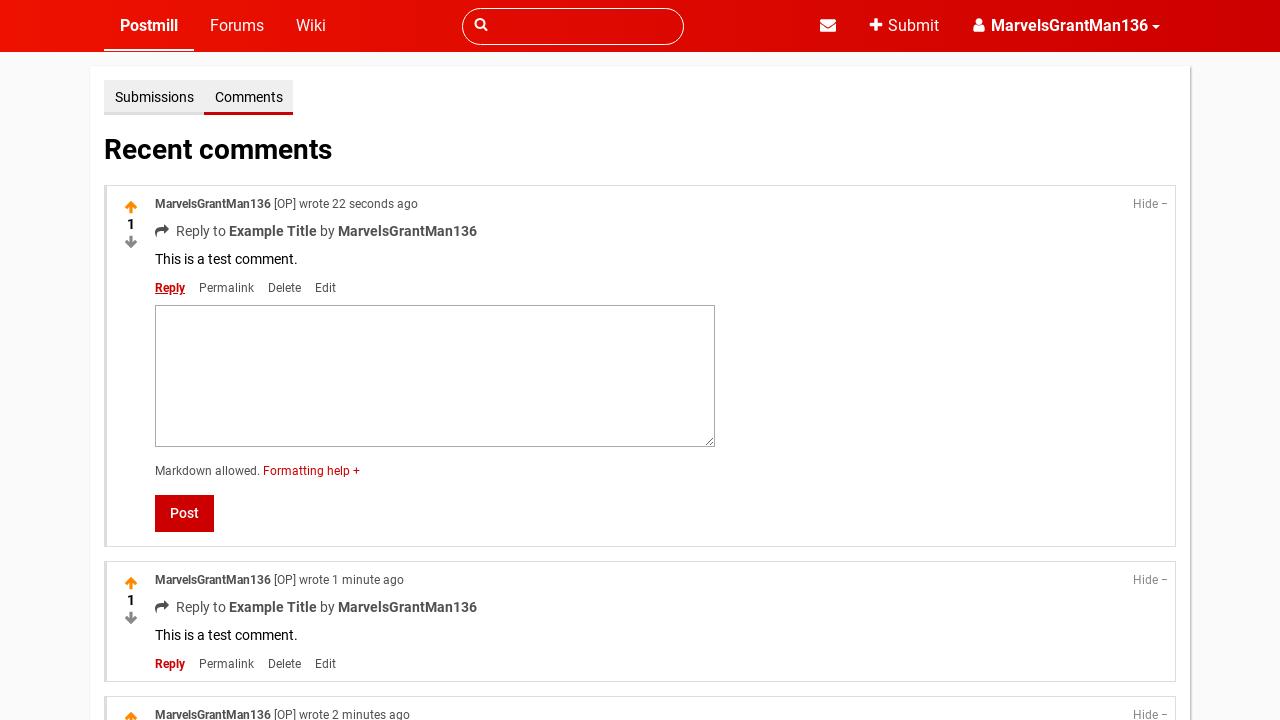 Postmill Forums Wiki Submit MarvelsGrantMan136
Submissions Comments
Recent comments
MarvelsGrantMan136 [OP] wrote 22 seconds ago Hide −
1
Reply to Example Title by MarvelsGrantMan136
This is a test comment.
Reply Permalink Delete Edit
Markdown allowed. Formatting help +
Post
MarvelsGrantMan136 [OP] wrote 1 minute ago Hide −
1
Reply to Example Title by MarvelsGrantMan136
This is a test comment.
Reply Permalink Delete Edit
MarvelsGrantMan136 [OP] wrote 2 minutes ago Hide −